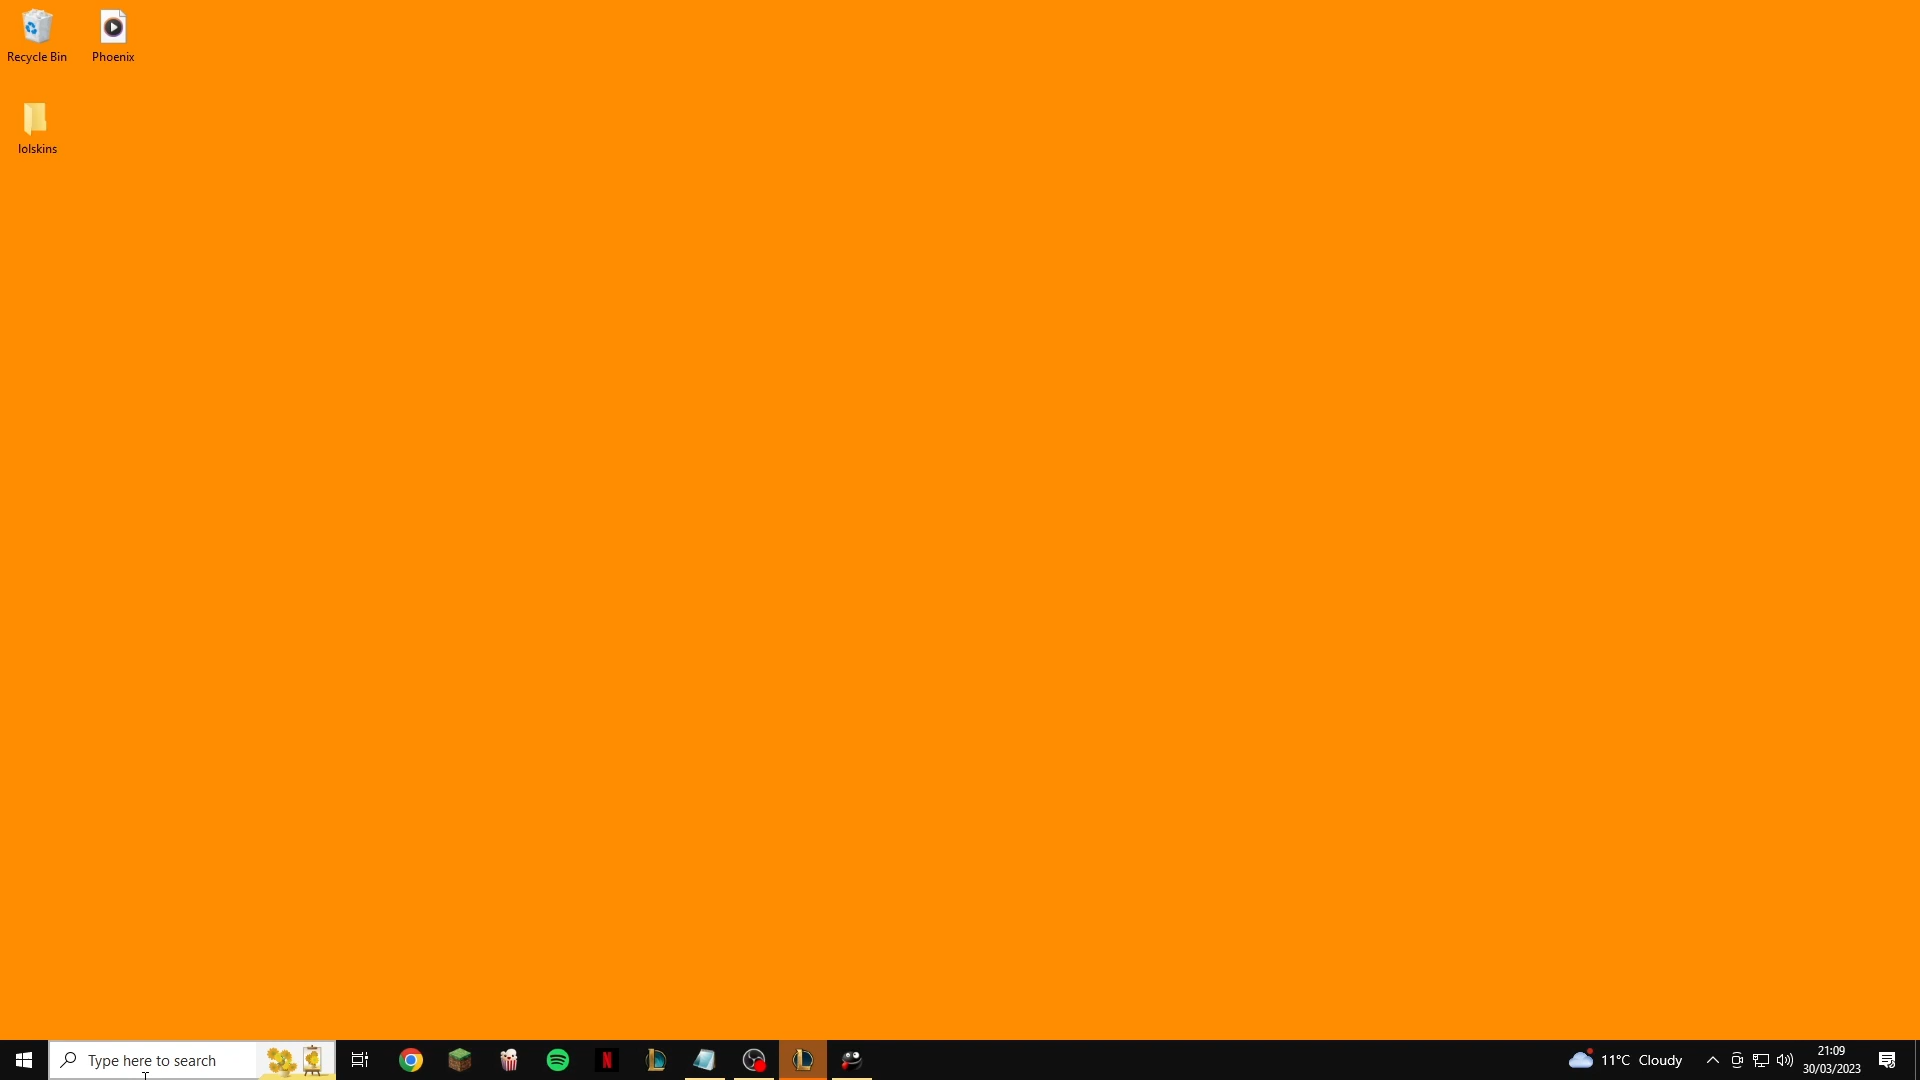 Recycle Bin
Phoenix
lolskins
Type here to search
11°C Cloudy
21:09
30/03/2023